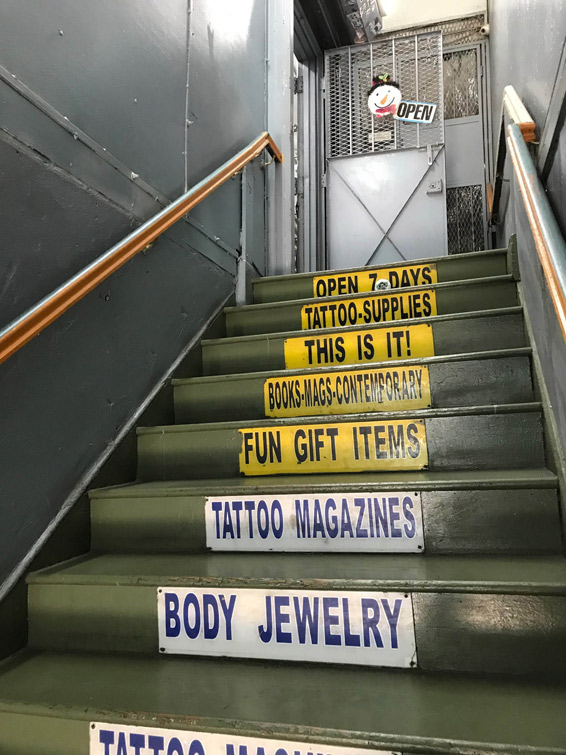 OPEN
OPEN 7 DAYS
TATTOO-SUPPLIES
THIS IS IT!
BOOKS-MAGS-CONTEMPORARY
FUN GIFT ITEMS
TATTOO MAGAZINES
BODY JEWELRY
TATTOO